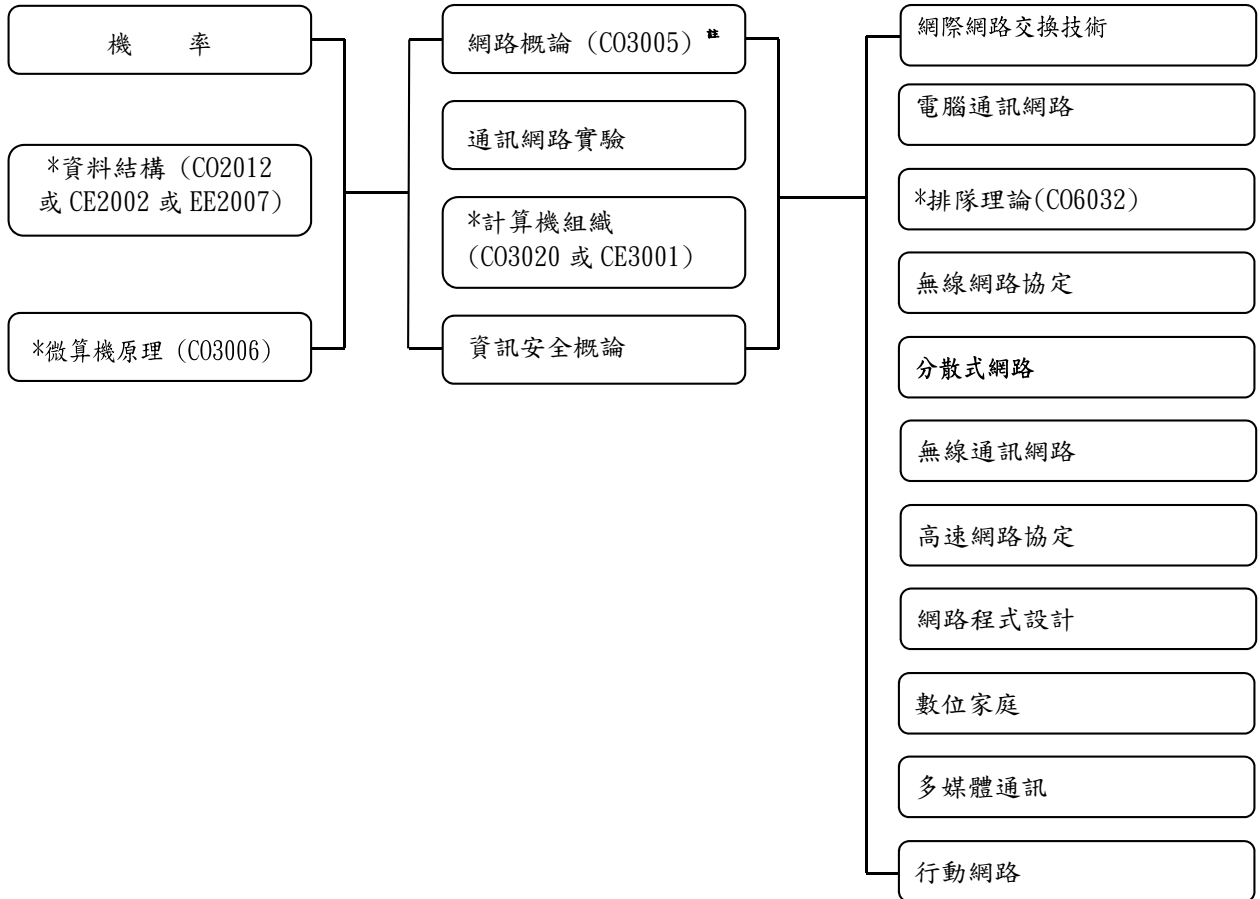 機 率
*資料結構 (CO2012
或 CE2002 或 EE2007)
*微算機原理 (CO3006)
網路概論 (CO3005) 註
通訊網路實驗
*計算機組織
(CO3020 或 CE3001)
資訊安全概論
網際網路交換技術
電腦通訊網路
*排隊理論(CO6032)
無線網路協定
分散式網路
無線通訊網路
高速網路協定
網路程式設計
數位家庭
多媒體通訊
行動網路